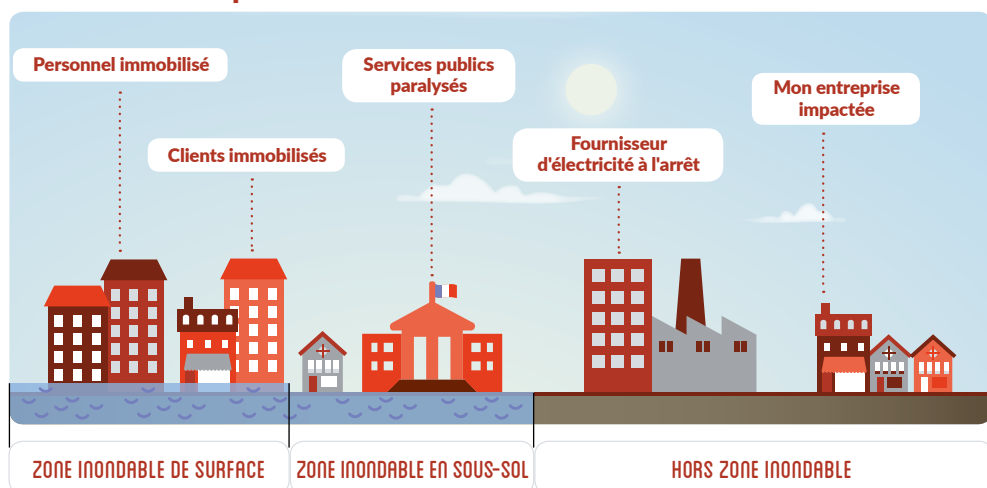 Personnel immobilisé
Clients immobilisés
Services publics
paralysés
Fournisseur
d'électricité à l'arrêt
Mon entreprise
impactée
ZONE INONDABLE DE SURFACE
ZONE INONDABLE EN SOUS-SOL
HORS ZONE INONDABLE